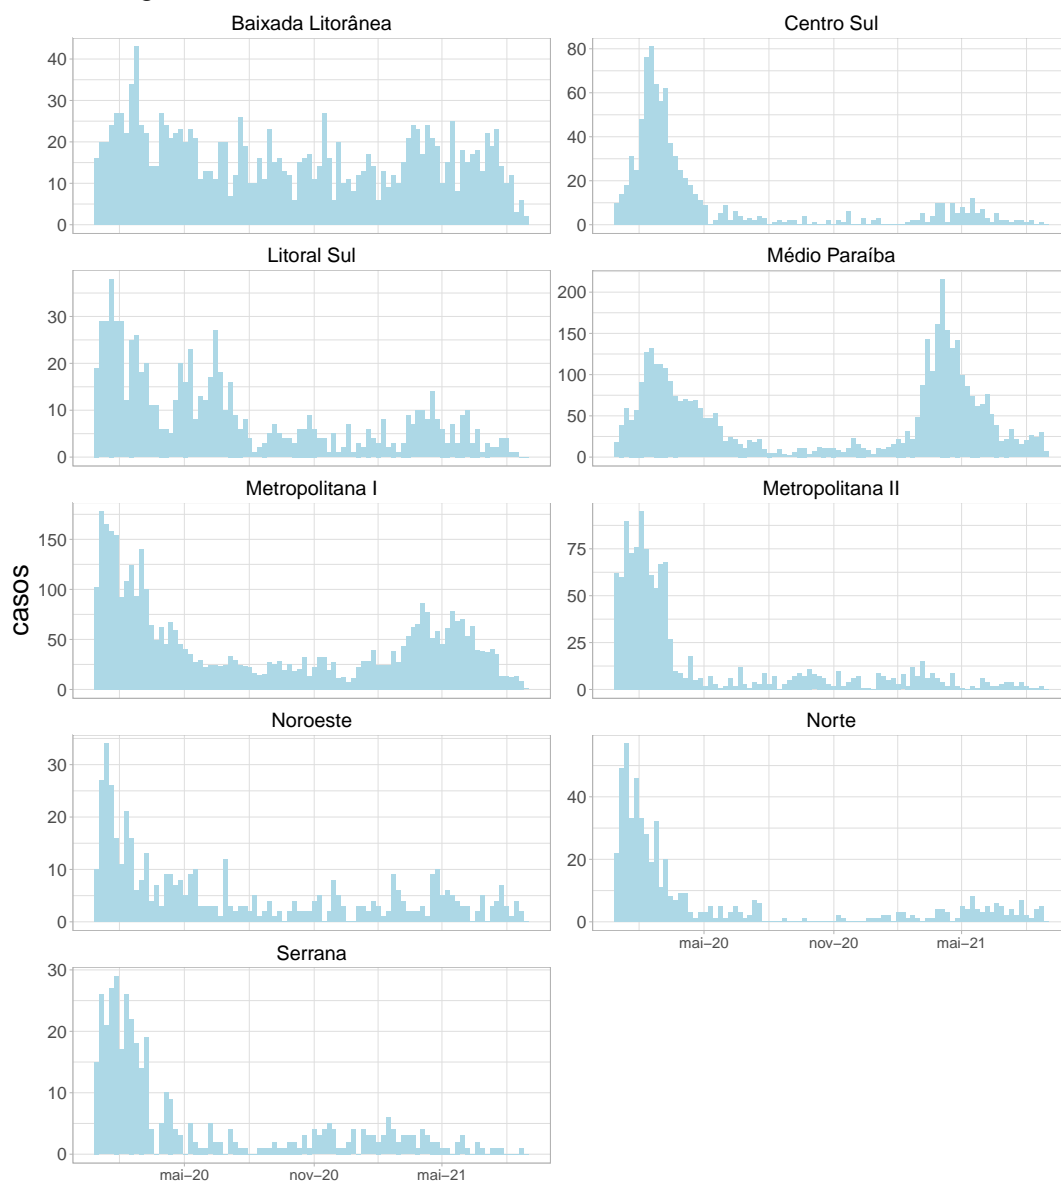 Baixada Litorânea
Centro Sul
40
30
20
10
0
80
60
40
20
0
Litoral Sul
Médio Paraíba
30
20
10
0
200
150
100
50
0
Metropolitana I
Metropolitana II
150
100
50
0
75
50
25
0
casos
Noroeste
Norte
30
20
10
0
40
20
0
mai−20
nov−20
mai−21
Serrana
30
20
10
0
mai−20
nov−20
mai−21